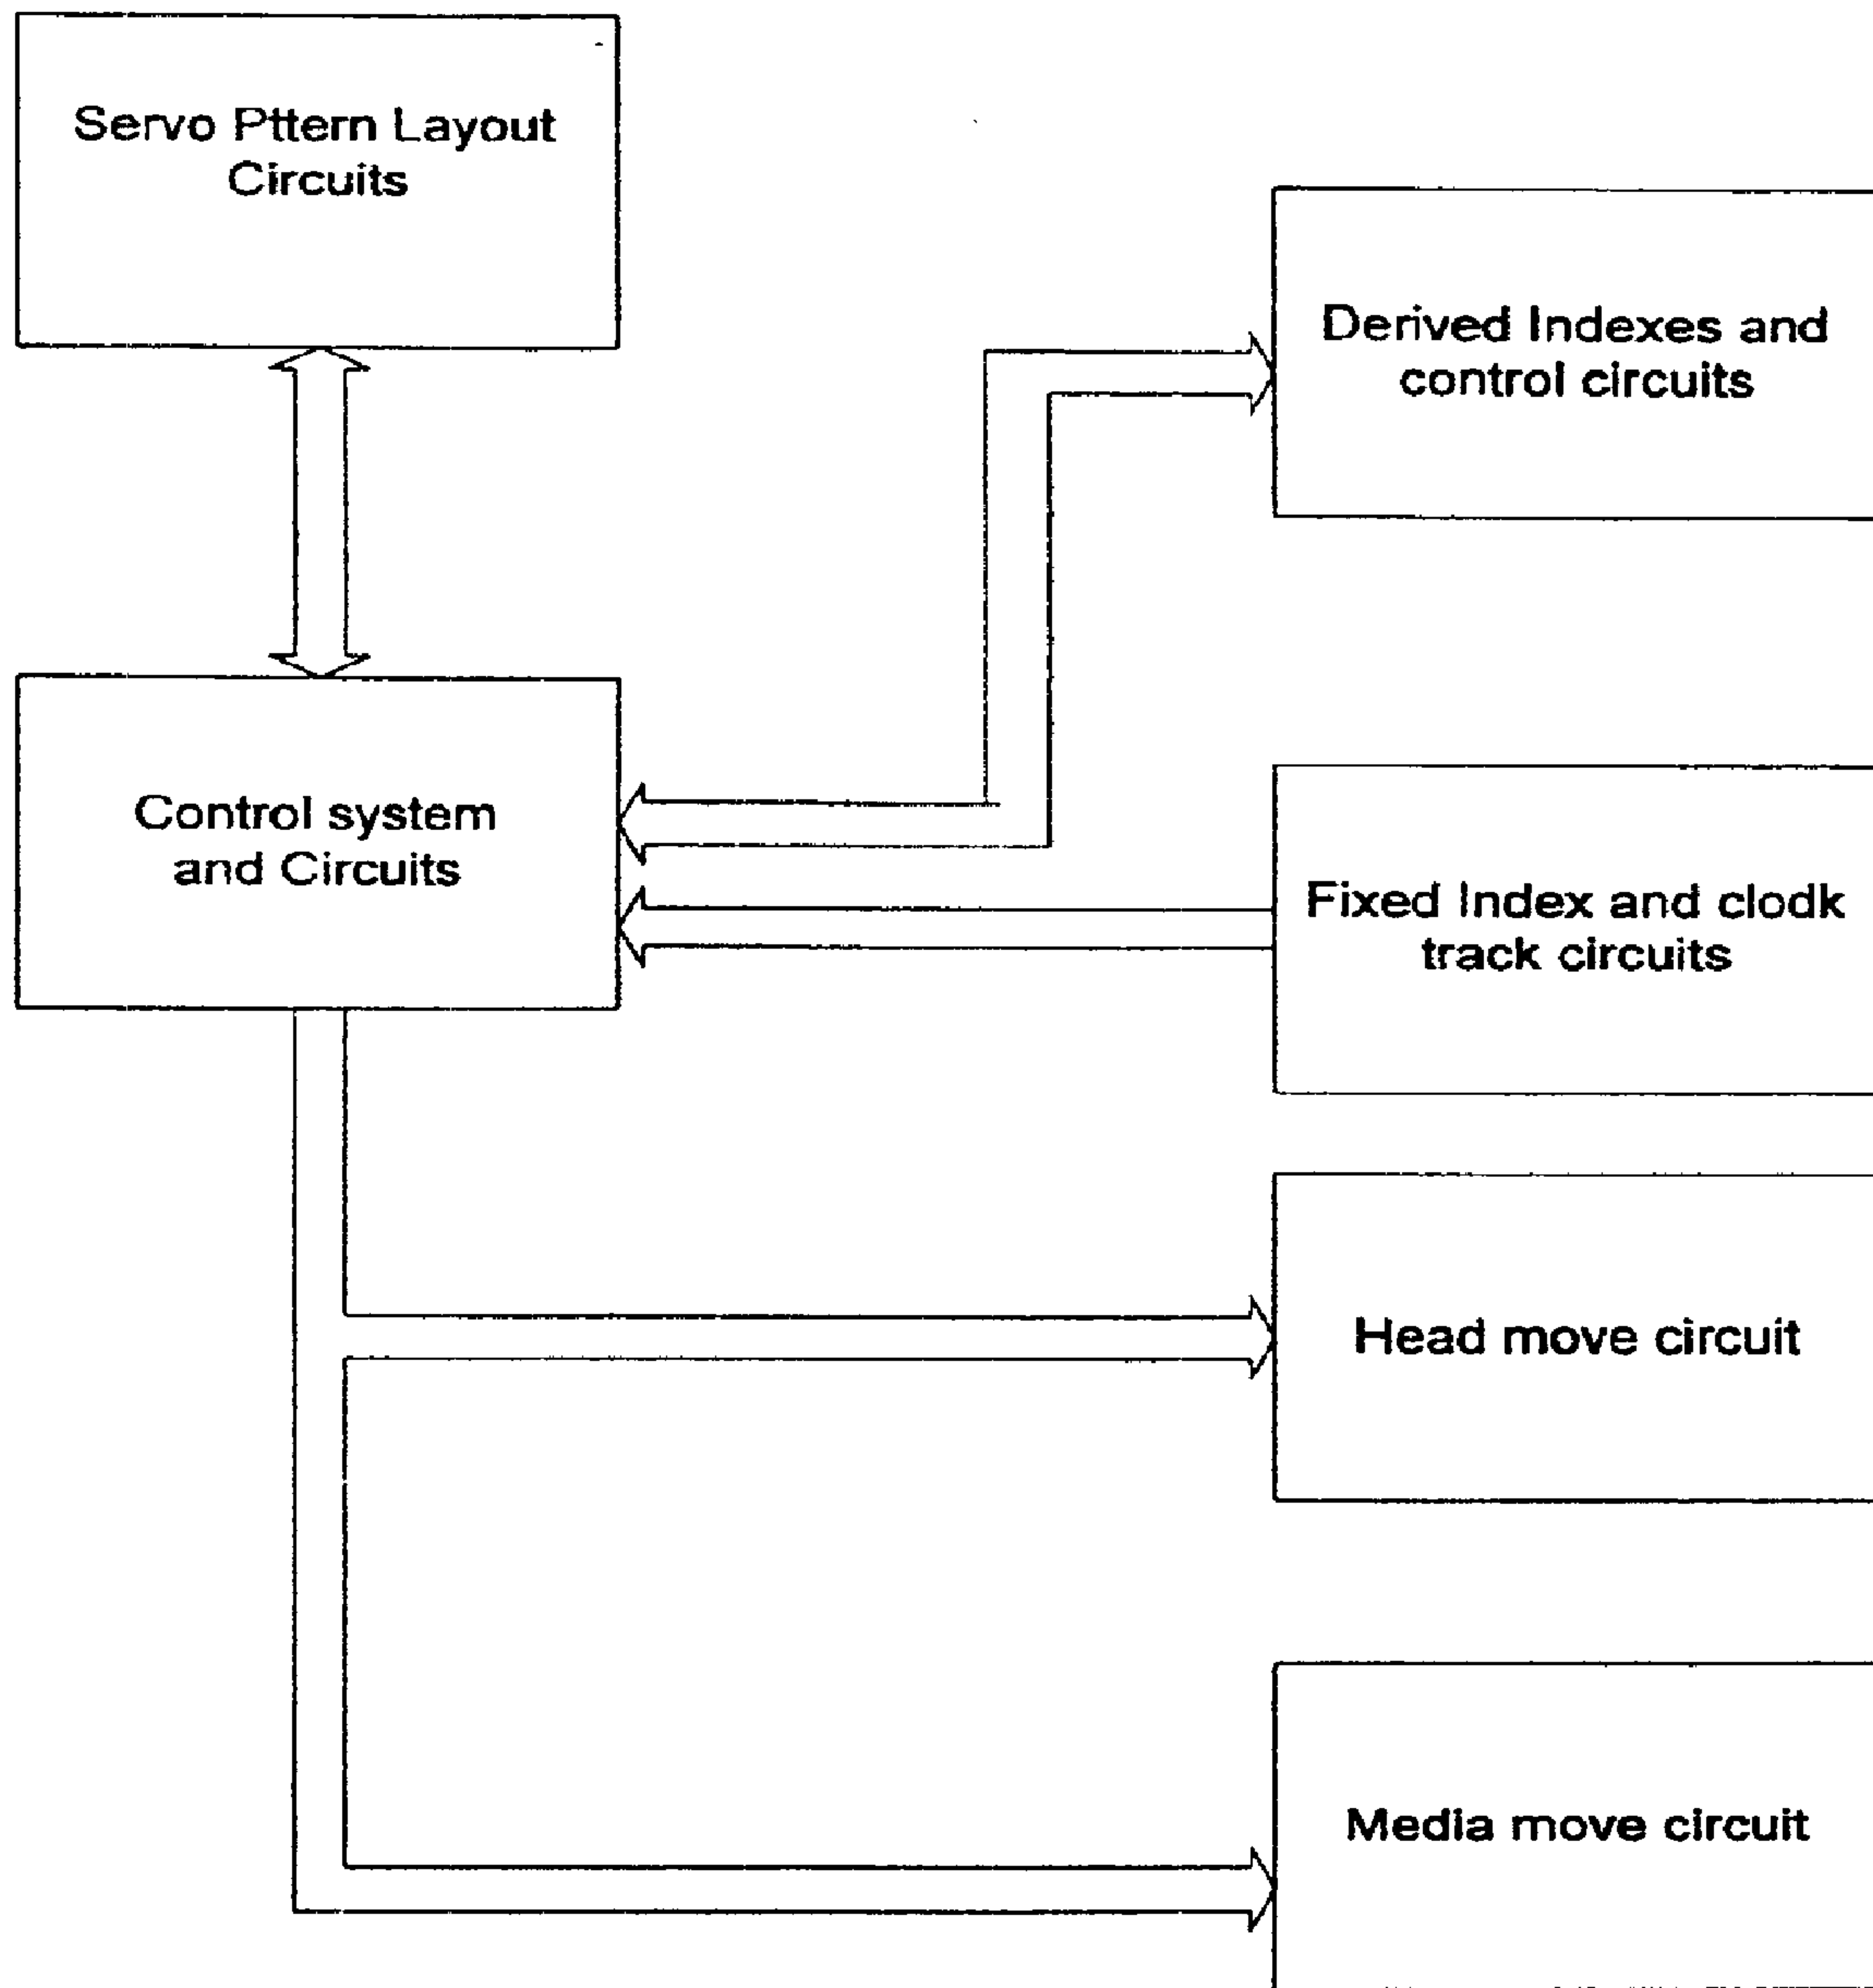 Servo Pttern Layout
Circuits
Derived Indexes and
control circuits
Control system
and Circuits
Fixed Index and clodk
track circuits
Head move circuit
Media move circuit